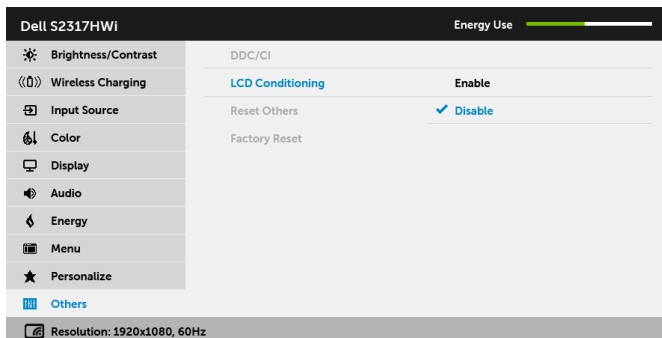 Dell S2317HWi
Energy Use
Brightness/Contrast
DDC/CI
Wireless Charging
LCD Conditioning
Enable
Input Source
Reset Others
Disable
Color
Factory Reset
Display
Audio
Energy
Menu
Personalize
Others
Resolution: 1920x1080, 60Hz